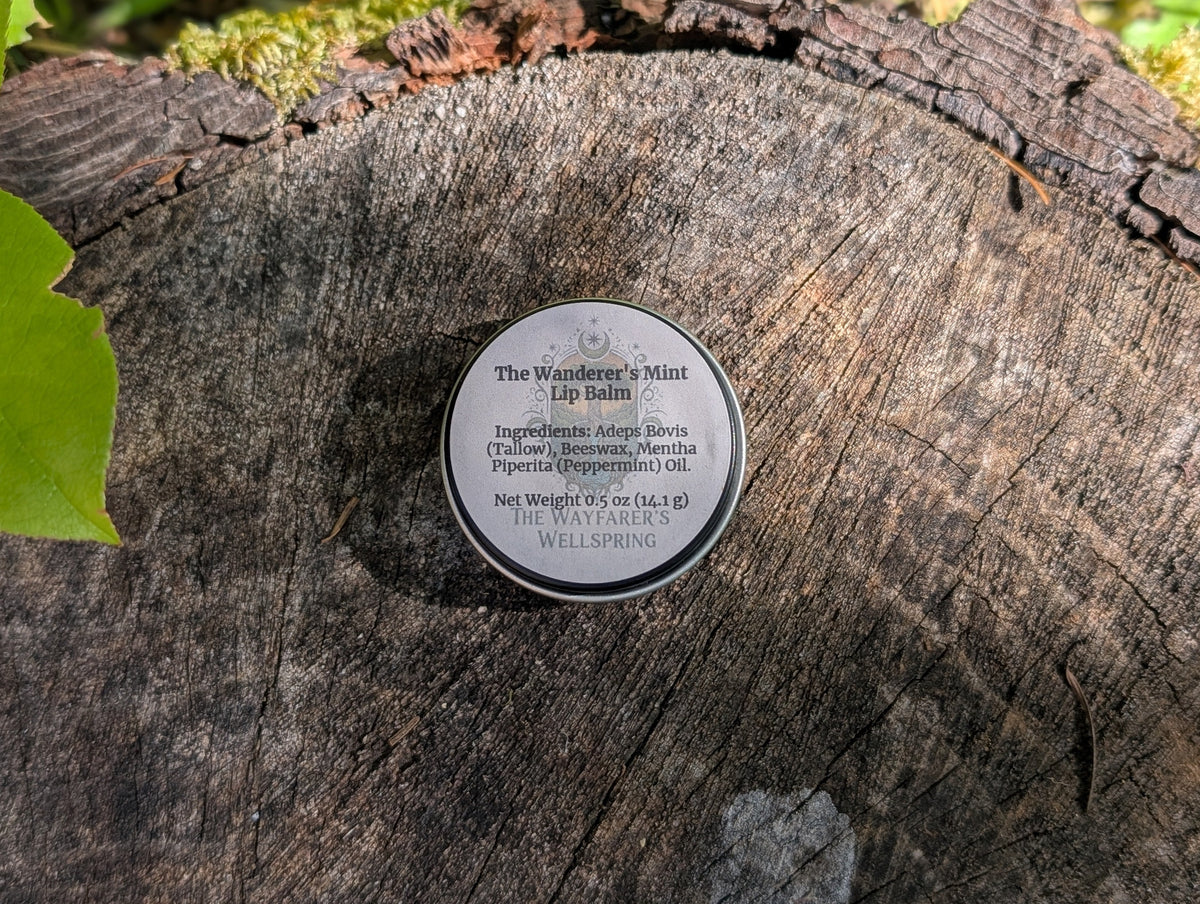 The Wanderer's Mint
Lip Balm
Ingredients: Adeps Bovis
(Tallow), Beeswax, Mentha
Piperita (Peppermint) Oil.
Net Weight 0.5 oz (14.1 g)
The Wayfarer's
Wellspring